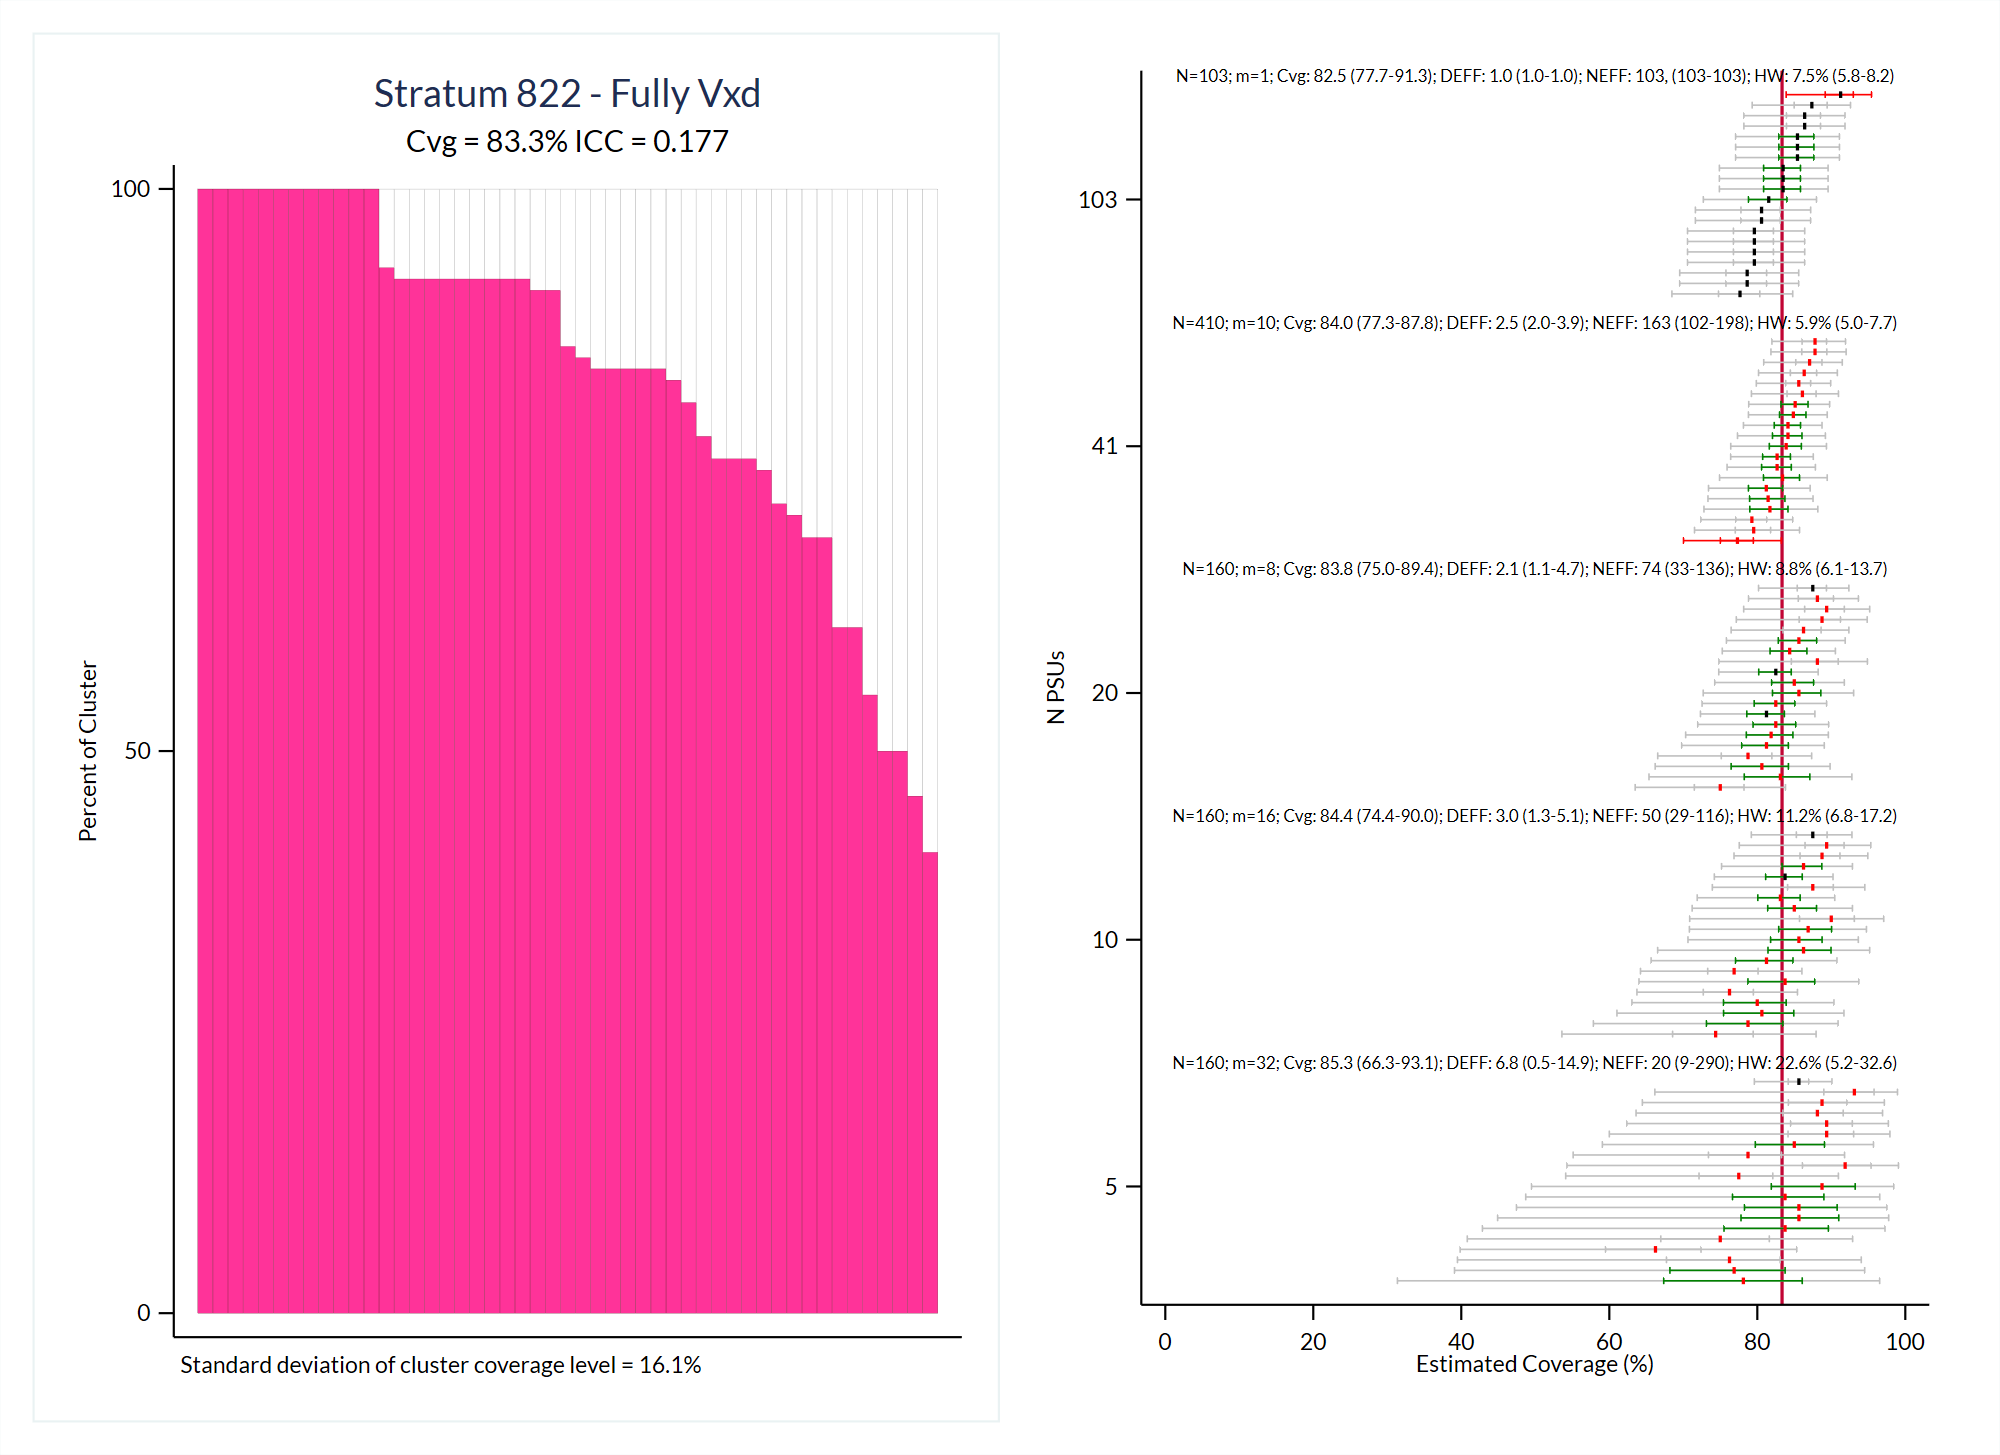 Stratum 822 - Fully Vxd
Cvg = 83.3% ICC = 0.177
100
50
0
Percent of Cluster
Standard deviation of cluster coverage level = 16.1%
N=103; m=1; Cvg: 82.5 (77.7-91.3); DEFF: 1.0 (1.0-1.0); NEFF: 103, (103-103); HW: 7.5% (5.8-8.2)
103
N=410; m=10; Cvg: 84.0 (77.3-87.8); DEFF: 2.5 (2.0-3.9); NEFF: 163 (102-198); HW: 5.9% (5.0-7.7)
41
N=160; m=8; Cvg: 83.8 (75.0-89.4); DEFF: 2.1 (1.1-4.7); NEFF: 74 (33-136); HW: 8.8% (6.1-13.7)
20
N PSUs
N=160; m=16; Cvg: 84.4 (74.4-90.0); DEFF: 3.0 (1.3-5.1); NEFF: 50 (29-116); HW: 11.2% (6.8-17.2)
10
N=160; m=32; Cvg: 85.3 (66.3-93.1); DEFF: 6.8 (0.5-14.9); NEFF: 20 (9-290); HW: 22.6% (5.2-32.6)
5
0 20 40 60 80 100
Estimated Coverage (%)